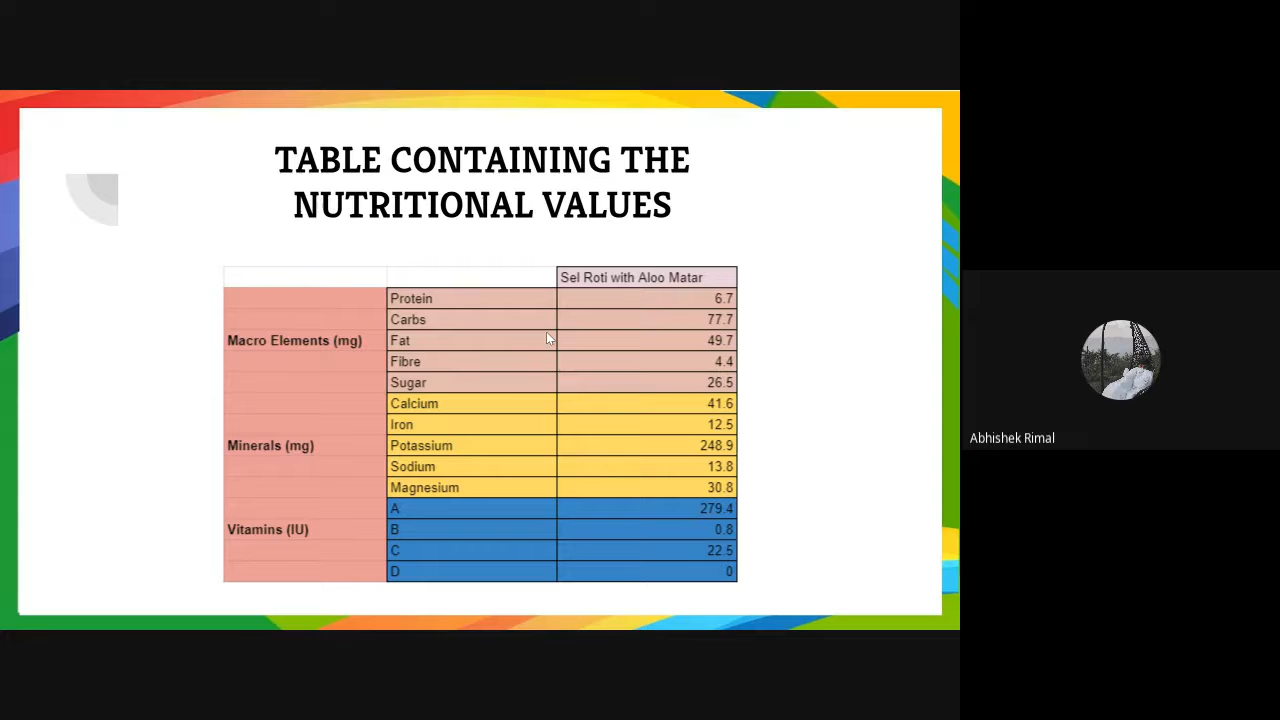 TABLE CONTAINING THE
NUTRITIONAL VALUES
Sel Roti with Aloo Matar
Protein 6.7
Carbs 77.7
Macro Elements (mg) Fat 49.7
Fibre 4.4
Sugar 26.5
Calcium 41.6
Iron 12.5
Minerals (mg) Potassium 248.9
Sodium 13.8
Magnesium 30.8
A 279.4
Vitamins (IU) B 0.8
C 22.5
D 0
Abhishek Rimal